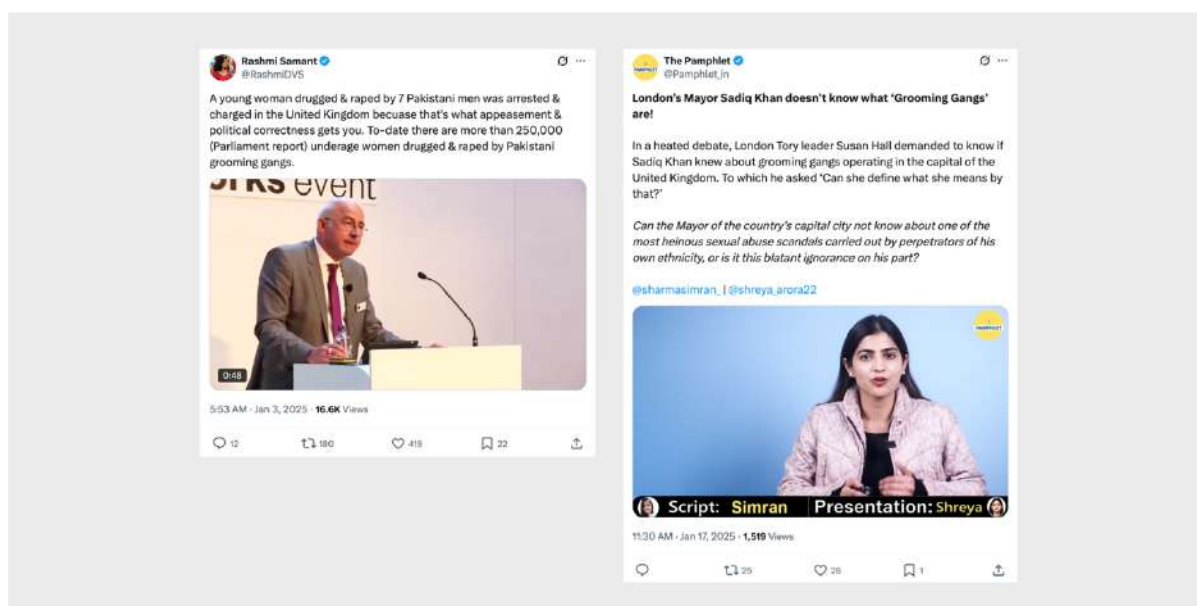 Rashmi Samant
@RashmiDVS
A young woman drugged & raped by 7 Pakistani men was arrested &
charged in the United Kingdom becuase that's what appeasement &
political correctness gets you. To-date there are more than 250,000
(Parliament report) underage women drugged & raped by Pakistani
grooming gangs.
event
0:48
5:53 AM · Jan 3, 2025 · 16.6K Views
12 180 419 22
The Pamphlet
@Pamphlet_in
London's Mayor Sadiq Khan doesn't know what 'Grooming Gangs'
are!
In a heated debate, London Tory leader Susan Hall demanded to know if
Sadiq Khan knew about grooming gangs operating in the capital of the
United Kingdom. To which he asked 'Can she define what she means by
that?'
Can the Mayor of the country's capital city not know about one of the
most heinous sexual abuse scandals carried out by perpetrators of his
own ethnicity, or is it this blatant ignorance on his part?
@sharmasimran_ | @shreya_arora22
PAMPHLET
Script: Simran Presentation: Shreya
11:30 AM · Jan 17, 2025 · 1,519 Views
25 26 1